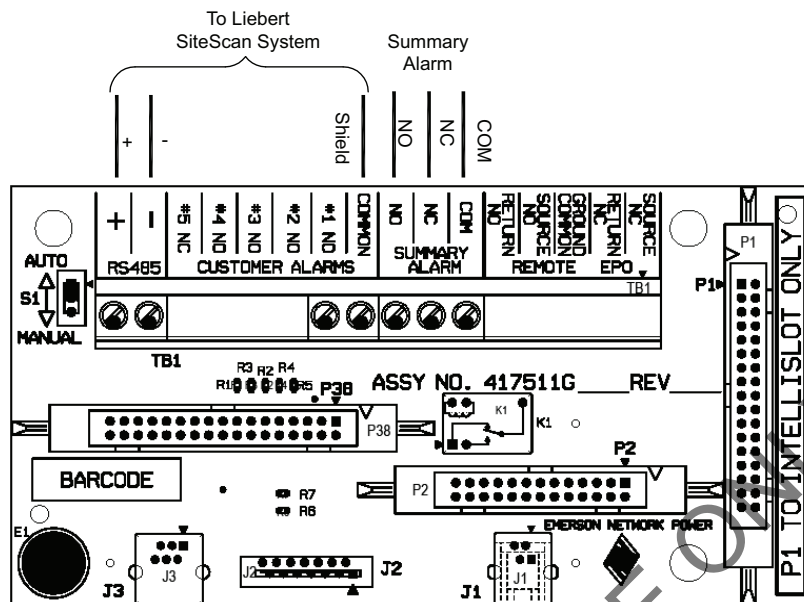 To Liebert
SiteScan System
Summary
Alarm
+
-
Shield
NO
NC
COM
+
−
#5 NC
#4 NO
#3 NO
#2 NO
#1 NO
COMMON
NO
NC
COM
RETURN
NO
SOURCE
NO
GROUND
COMMON
RETURN
NC
SOURCE
NC
RS485
CUSTOMER ALARMS
SUMMARY
ALARM
REMOTE EPO
TB1
AUTO
S1
MANUAL
TB1
R3 R4
R2
R1 R5
P38
ASSY NO. 417511G____REV____
P38
K1
K1
P1
P1
P1 TO INTELLISLOT ONLY
BARCODE
R7
R6
P2
P2
EMERSON NETWORK POWER
E1
J3
J3
J2
J2
J1
J1
E ON